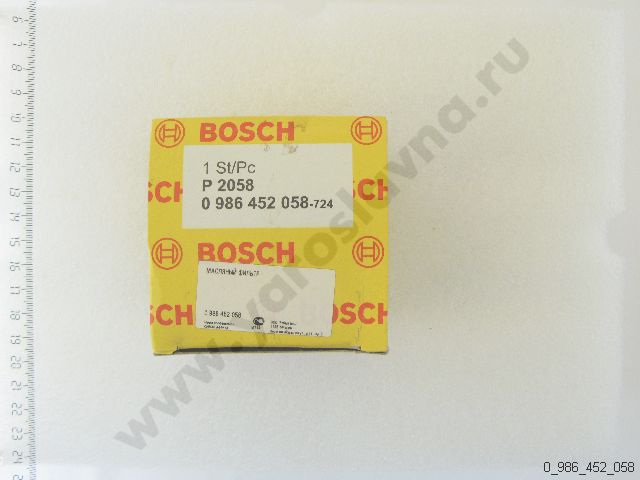 BOSCH
1 St/Pc
P 2058
0 986 452 058-724
SCH
BOSCH
МАСЛЯНЫЙ ФИЛЬТР
0 986 452 058
SCH
SCH
www.yaroslavna.ru
0_986_452_058